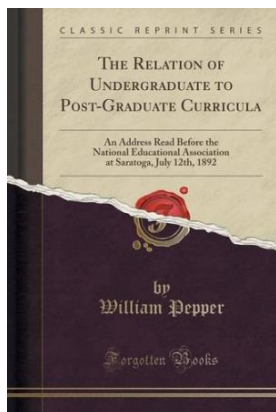 CLASSIC REPRINT SERIES
THE RELATION OF
UNDERGRADUATE TO
POST-GRADUATE CURRICULA
An Address Read Before the
National Educational Association
at Saratoga, July 12th, 1892
by
William Pepper
Forgotten Books